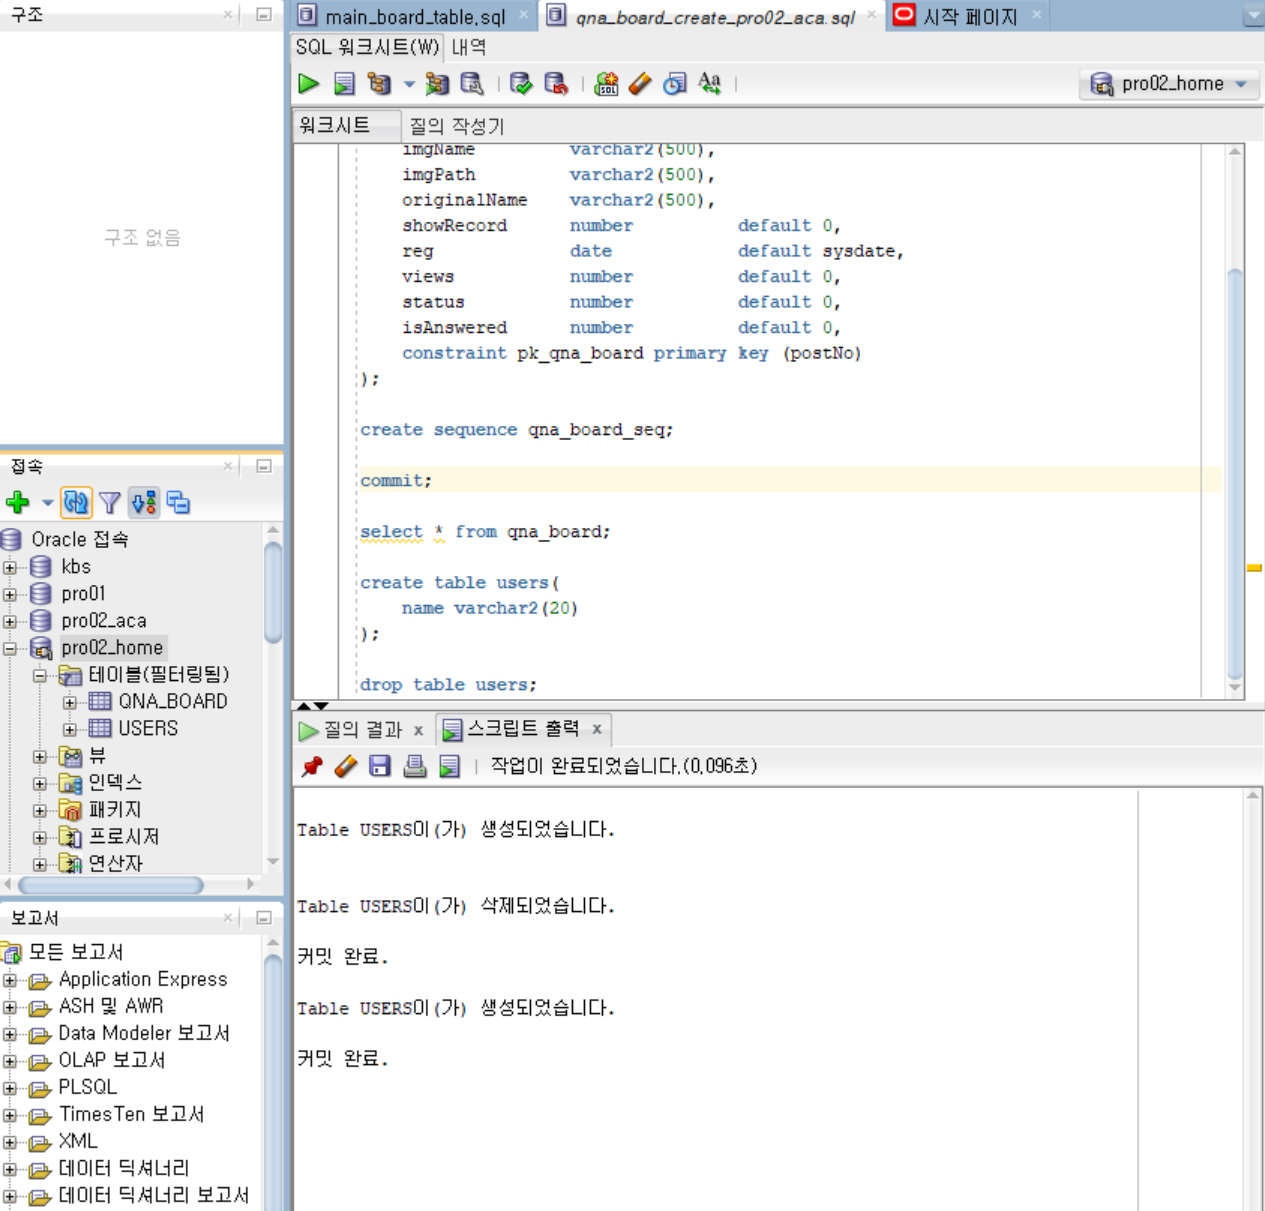 구조
구조 없음
접속
Oracle 접속
kbs
pro01
pro02_aca
pro02_home
테이블(필터링됨)
QNA_BOARD
USERS
뷰
인덱스
패키지
프로시저
연산자
보고서
모든 보고서
Application Express
ASH 및 AWR
Data Modeler 보고서
OLAP 보고서
PLSQL
TimesTen 보고서
XML
데이터 딕셔너리
데이터 딕셔너리 보고서
main_board_table.sql
qna_board_create_pro02_aca.sql
시작 페이지
SQL 워크시트(W) 내역
pro02_home
워크시트 질의 작성기
imgName varchar2(500),
imgPath varchar2(500),
originalName varchar2(500),
showRecord number default 0,
reg date default sysdate,
views number default 0,
status number default 0,
isAnswered number default 0,
constraint pk_qna_board primary key (postNo)
);
create sequence qna_board_seq;
commit;
select * from qna_board;
create table users(
name varchar2(20)
);
drop table users;
질의 결과 x 스크립트 출력 x
작업이 완료되었습니다.(0,096초)
Table USERS이(가) 생성되었습니다.
Table USERS이(가) 삭제되었습니다.
커밋 완료.
Table USERS이(가) 생성되었습니다.
커밋 완료.